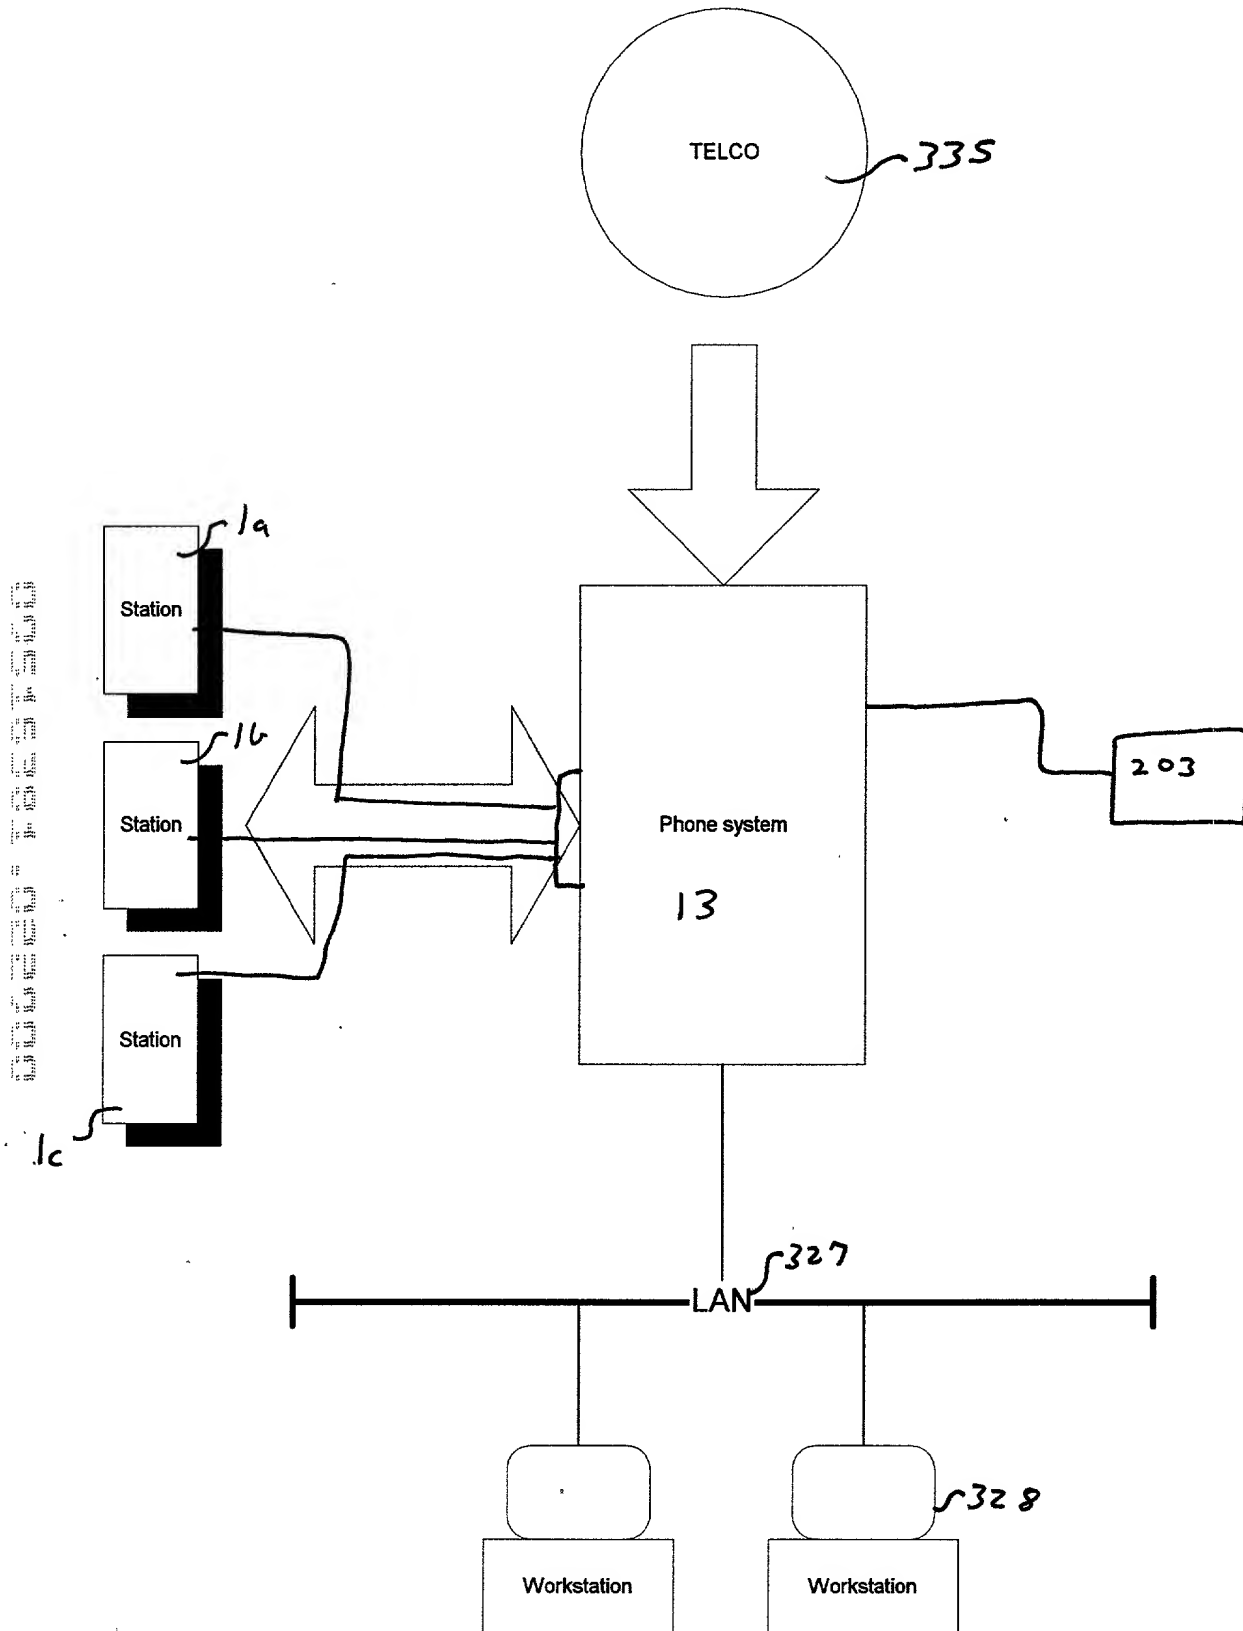 TELCO
335
1a
Station
1b
Station
Phone system
203
13
Station
1c
327
LAN
328
Workstation
Workstation